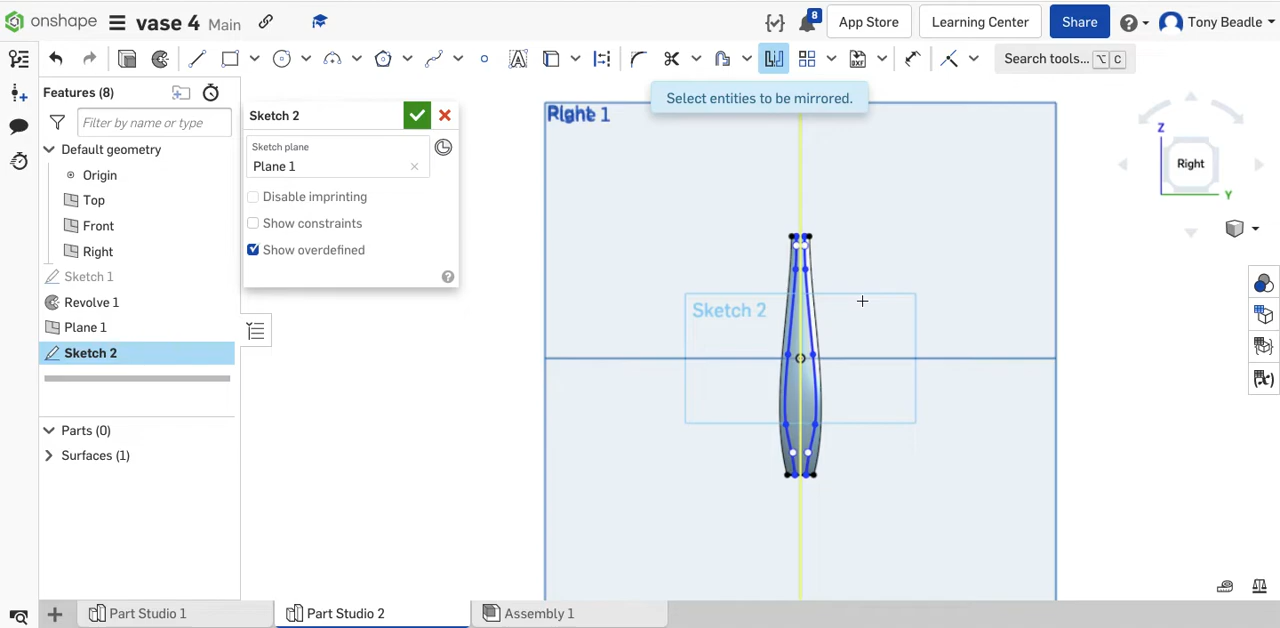 onshape
vase 4 Main
8
App Store
Learning Center
Share
Tony Beadle
Search tools... ⌥ C
Features (8)
Filter by name or type
Default geometry
Origin
Top
Front
Right
Sketch 1
Revolve 1
Plane 1
Sketch 2
Parts (0)
Surfaces (1)
Sketch 2
Sketch plane
Plane 1
Disable imprinting
Show constraints
Show overdefined
Select entities to be mirrored.
Right 1
Sketch 2
Z
Right
Y
Part Studio 1
Part Studio 2
Assembly 1